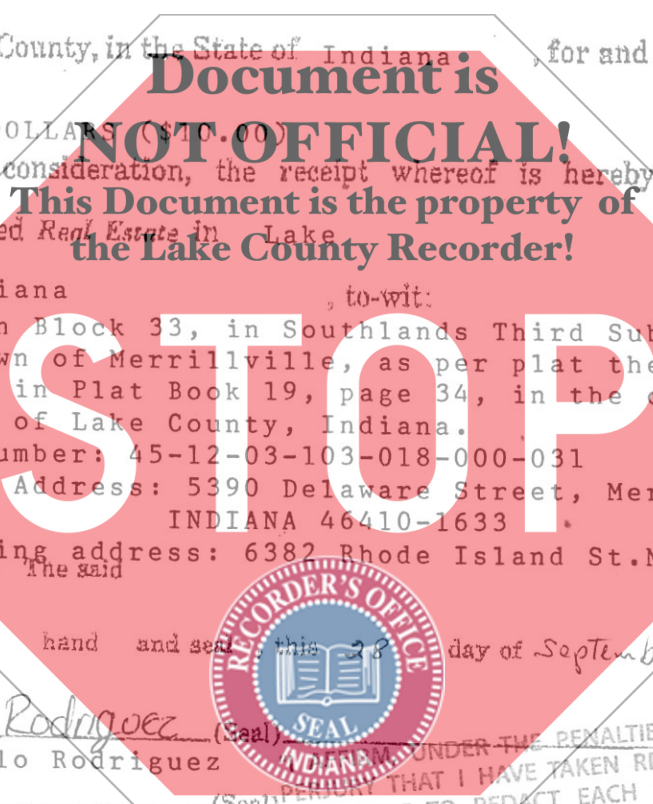 County, in the State of Indiana , for and
Document is
OLLARS ($10.00)
NOT OFFICIAL!
consideration, the receipt whereof is hereby
This Document is the property of
ed Real Estate in Lake
the Lake County Recorder!
iana , to-wit:
n Block 33, in Southlands Third Sub
wn of Merrillville, as per plat the
in Plat Book 19, page 34, in the
of Lake County, Indiana.
STOP
umber: 45-12-03-103-018-000-031
Address: 5390 Delaware Street, Mer
INDIANA 46410-1633
ing address: 6382 Rhode Island St.
The said
RECORDER'S OFFICE
hand and seal, this 28 day of Septemb
SEAL
INDIANA
Rodriguez (Seal)
lo Rodriguez
UNDER THE PENALTIE
THAT I HAVE TAKEN RE
(Seal)
REDACT EACH